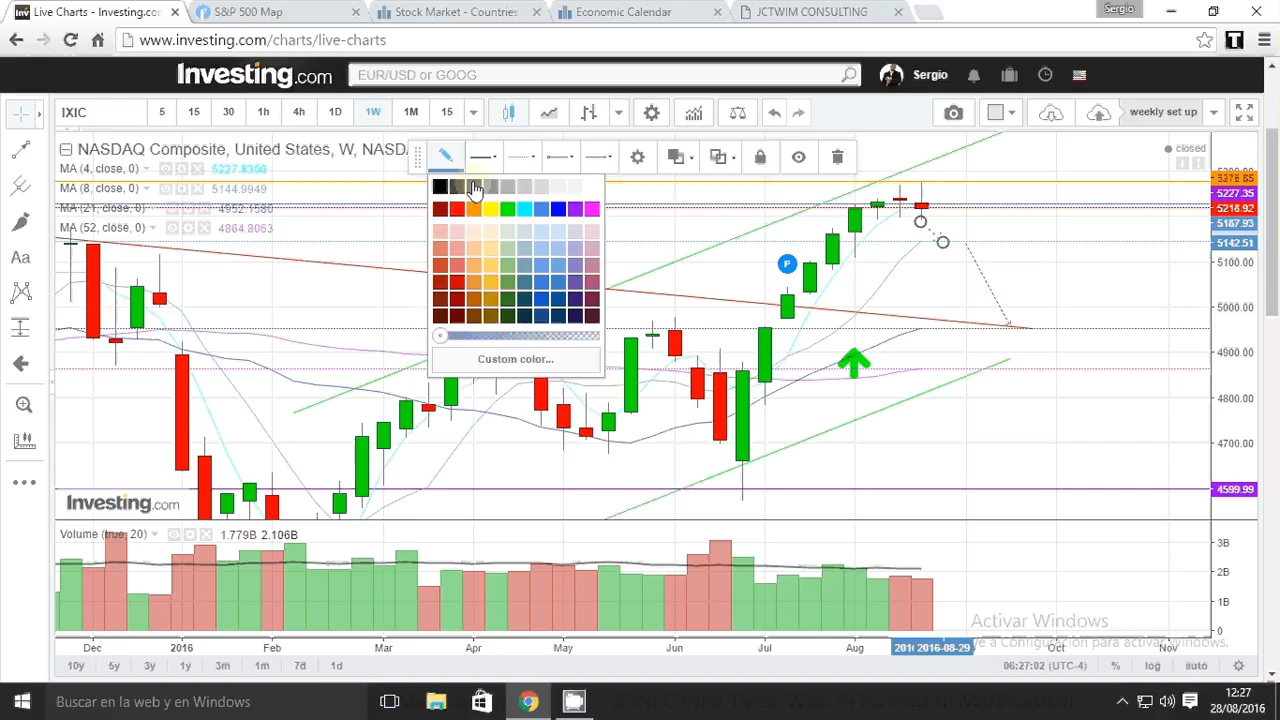 Live Charts - Investing.com
S&P 500 Map
Stock Market - Countries
Economic Calendar
JCTWIM CONSULTING
Sergio
www.investing.com/charts/live-charts
T
Investing.com
EUR/USD or GOOG
Sergio
IXIC
5
15
30
1h
4h
1D
1W
1M
15
weekly set up
NASDAQ Composite, United States, W, NASD
closed
MA (4, close, 0)
5227.8300
MA (8, close, 0)
5144.9949
MA (21, close, 0)
4952.1580
MA (52, close, 0)
4864.8063
5278.65
5227.35
5218.92
5187.93
5142.51
5100.00
5000.00
4900.00
4800.00
4700.00
4599.99
P
Custom color...
Investing.com
Volume (true, 20)
1.779B
2.106B
3B
2B
1B
0
Activar Windows
Ve a Configuración para activar Windows.
Dec
2016
Feb
Mar
Apr
May
Jun
Jul
Aug
2016-08-29
Oct
Nov
10y
5y
3y
1y
3m
1m
7d
1d
06:27:02 (UTC-4)
%
log
auto
Buscar en la web y en Windows
12:27
28/08/2016